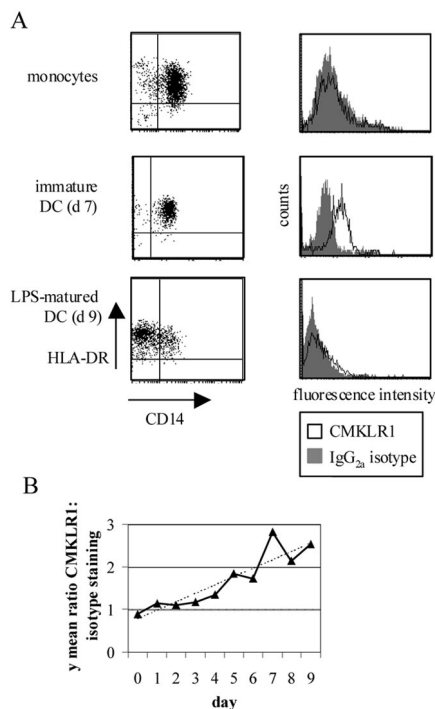 A
monocytes
immature
DC (d 7)
counts
LPS-matured
DC (d 9)
HLA-DR
CD14
fluorescence intensity
CMKLR1
IgG2a isotype
B
y mean ratio CMKLR1:
isotype staining
3
2
1
0
0 1 2 3 4 5 6 7 8 9
day